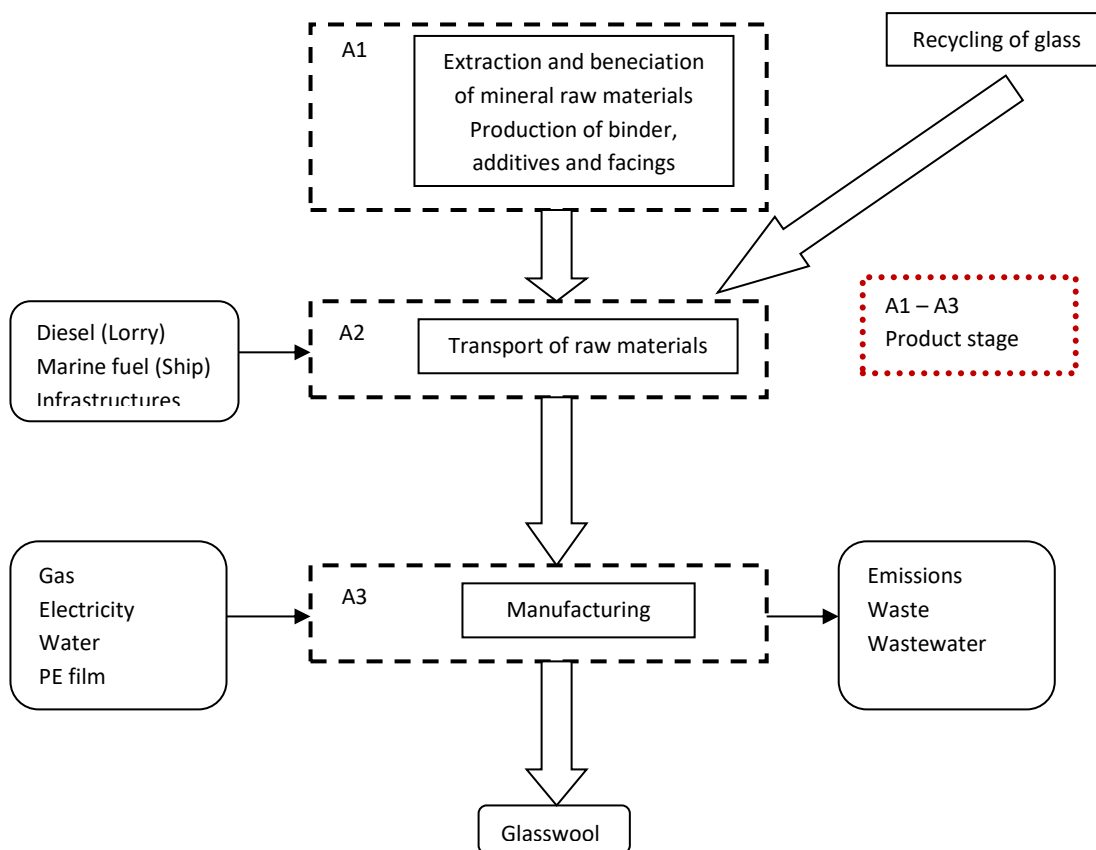 A1
Extraction and beneciation
of mineral raw materials
Production of binder,
additives and facings
Recycling of glass
Diesel (Lorry)
Marine fuel (Ship)
Infrastructures
A2
Transport of raw materials
A1 – A3
Product stage
Gas
Electricity
Water
PE film
A3
Manufacturing
Emissions
Waste
Wastewater
Glasswool